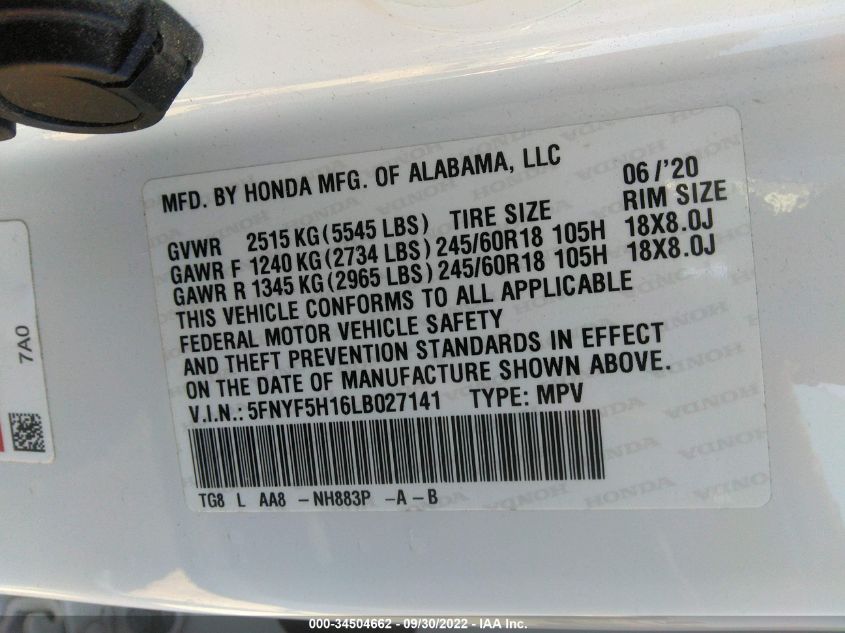 MFD. BY HONDA MFG. OF ALABAMA, LLC 06/'20
GVWR 2515 KG (5545 LBS) TIRE SIZE RIM SIZE
GAWR F 1240 KG (2734 LBS) 245/60R18 105H 18X8.0J
GAWR R 1345 KG (2965 LBS) 245/60R18 105H 18X8.0J
THIS VEHICLE CONFORMS TO ALL APPLICABLE
FEDERAL MOTOR VEHICLE SAFETY
AND THEFT PREVENTION STANDARDS IN EFFECT
ON THE DATE OF MANUFACTURE SHOWN ABOVE.
V.I.N.: 5FNYF5H16LB027141 TYPE: MPV
TG8 L AA8 -NH883P -A-B
7A0
000-34504662 - 09/30/2022 - IAA Inc.